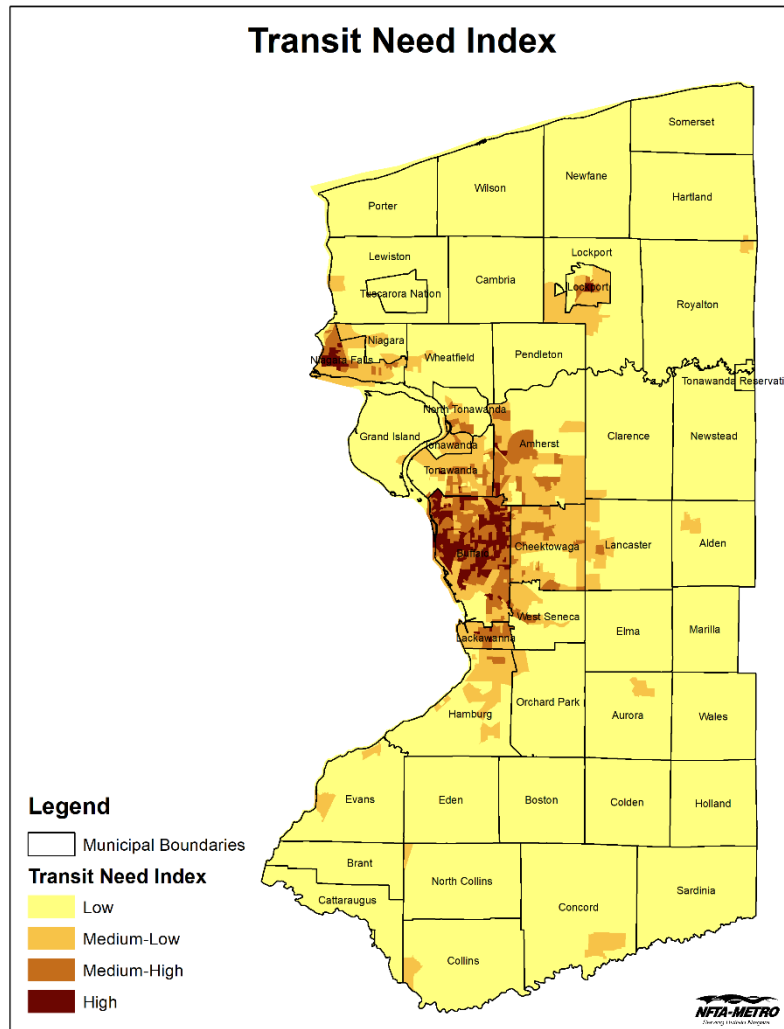 Transit Need Index
Somerset
Newfane
Wilson
Hartland
Porter
Lewiston
Lockport
Cambria
Tuscarora Nation
Lockport
Royalton
Niagara
Niagara Falls
Wheatfield
Pendleton
Tonawanda Reservati
North Tonawanda
Grand Island
Tonawanda
Amherst
Clarence
Newstead
Tonawanda
Buffalo
Cheektowaga
Lancaster
Alden
West Seneca
Lackawanna
Elma
Marilla
Orchard Park
Hamburg
Aurora
Wales
Evans
Eden
Boston
Colden
Holland
Brant
North Collins
Cattaraugus
Concord
Sardinia
Collins
Legend
Municipal Boundaries
Transit Need Index
Low
Medium-Low
Medium-High
High
NFTA-METRO